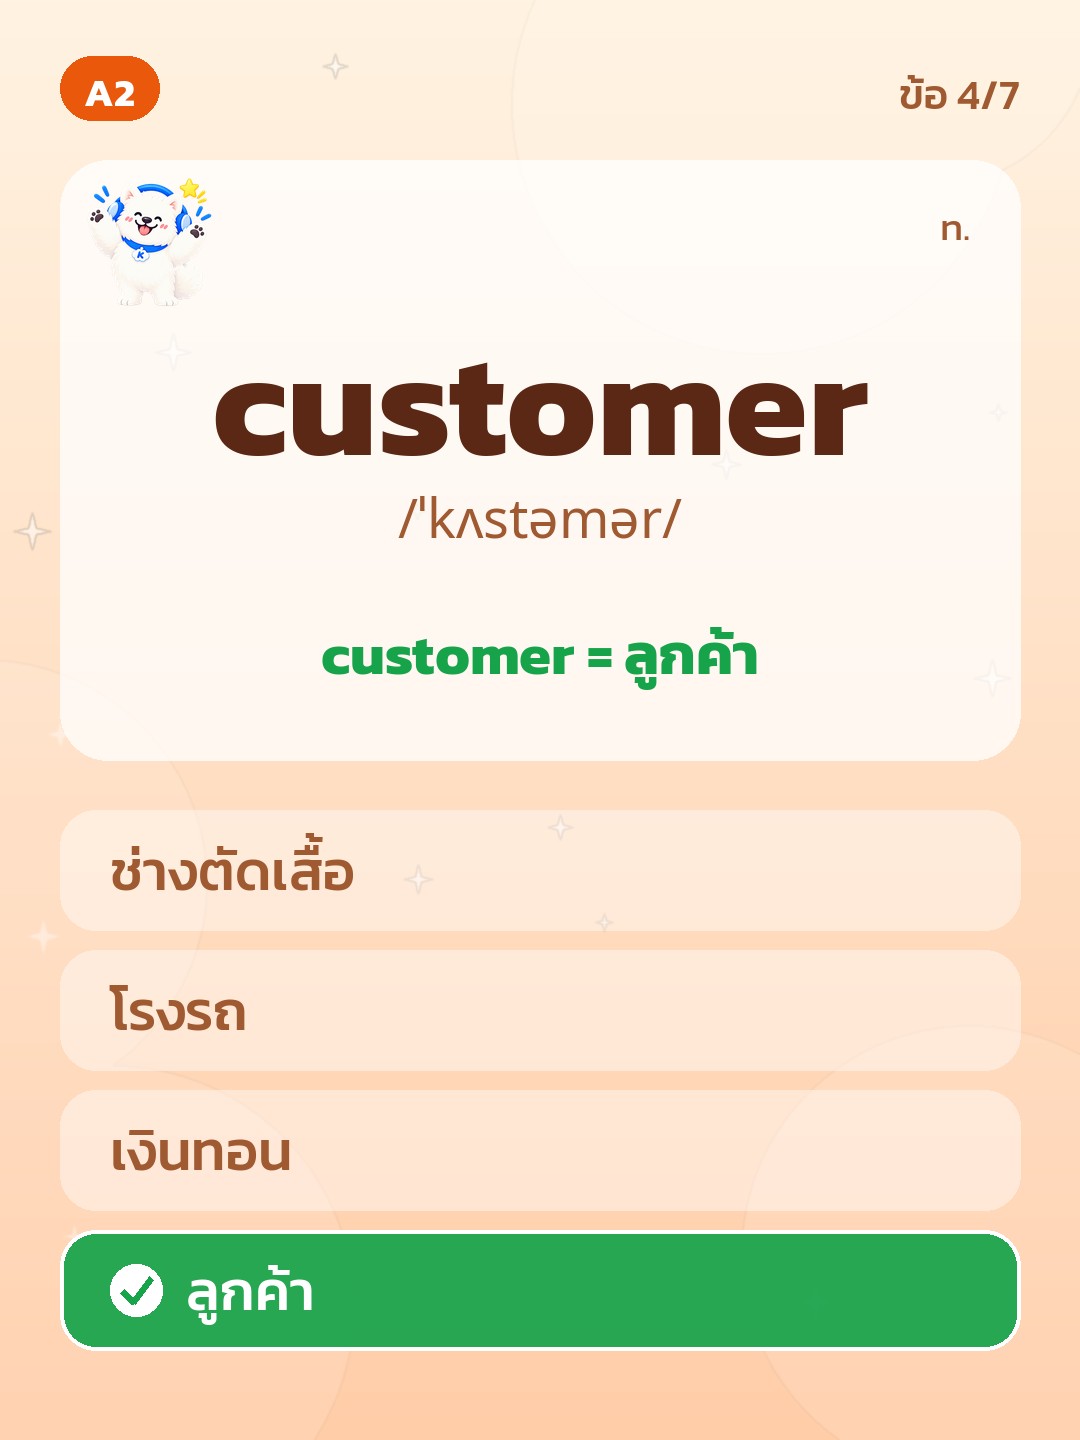 A2
ข้อ 4/7
n.
customer
/ˈkʌstəmər/
customer = ลูกค้า
ช่างตัดเสื้อ
โรงรถ
เงินทอน
ลูกค้า
K